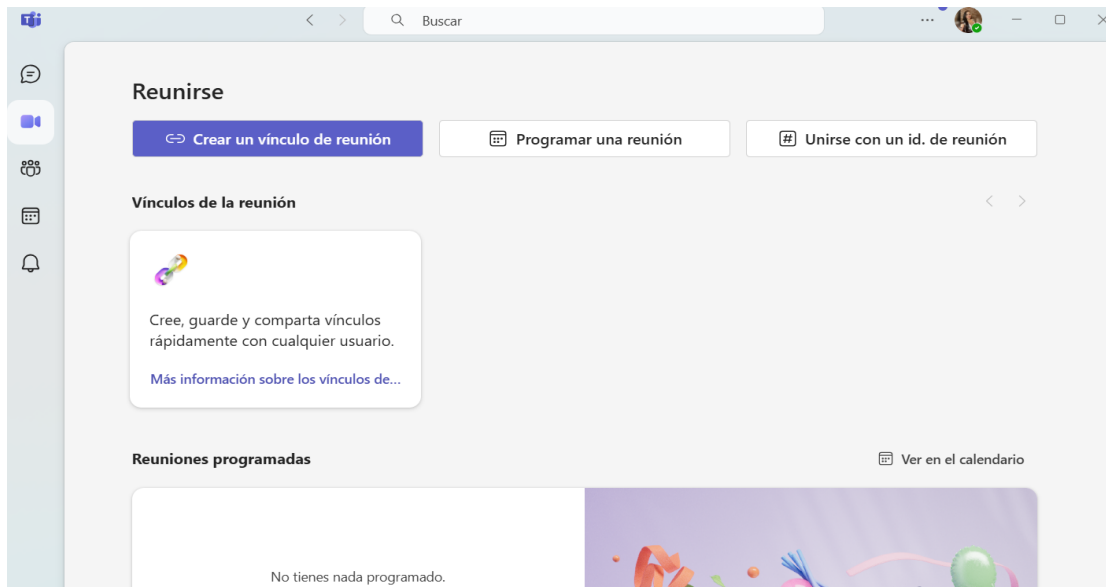 Buscar
Reunirse
Crear un vínculo de reunión
Programar una reunión
Unirse con un id. de reunión
Vínculos de la reunión
Cree, guarde y comparta vínculos
rápidamente con cualquier usuario.
Más información sobre los vínculos de...
Reuniones programadas
Ver en el calendario
No tienes nada programado.